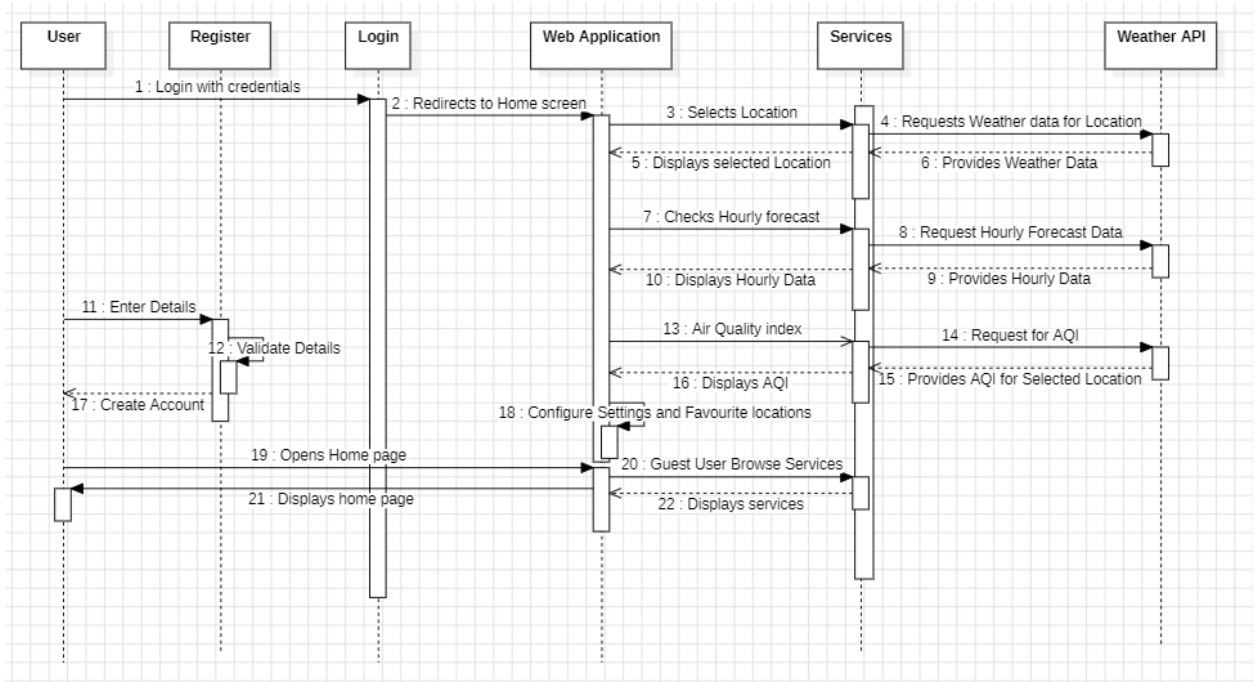 User
Register
Login
Web Application
Services
Weather API
1 : Login with credentials
2 : Redirects to Home screen
3 : Selects Location
4 : Requests Weather data for Location
5 : Displays selected Location
6 : Provides Weather Data
7 : Checks Hourly forecast
8 : Request Hourly Forecast Data
10 : Displays Hourly Data
9 : Provides Hourly Data
11 : Enter Details
13 : Air Quality index
14 : Request for AQI
12 : Validate Details
16 : Displays AQI
15 : Provides AQI for Selected Location
17 : Create Account
18 : Configure Settings and Favourite locations
19 : Opens Home page
20 : Guest User Browse Services
21 : Displays home page
22 : Displays services